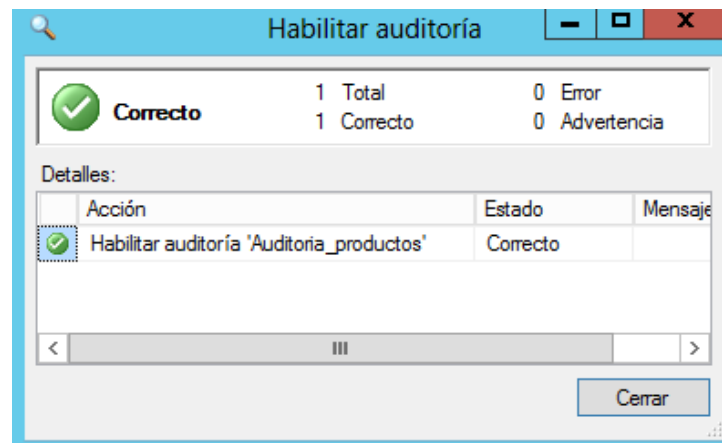 Habilitar auditoría
Correcto
1 Total
0 Error
1 Correcto
0 Advertencia
Detalles:
Acción Estado Mensaje
Habilitar auditoría 'Auditoria_productos' Correcto
Cerrar